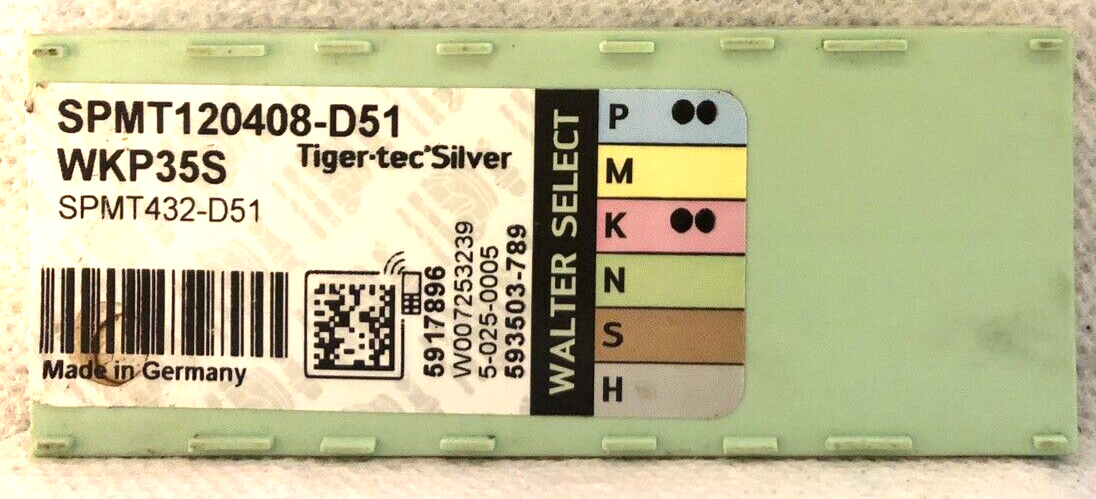 SPMT120408-D51
WKP35S
Tiger·tec®Silver
SPMT432-D51
Made in Germany
5917896
W007253239
5-025-0005
593503-789
WALTER SELECT
P
M
K
N
S
H